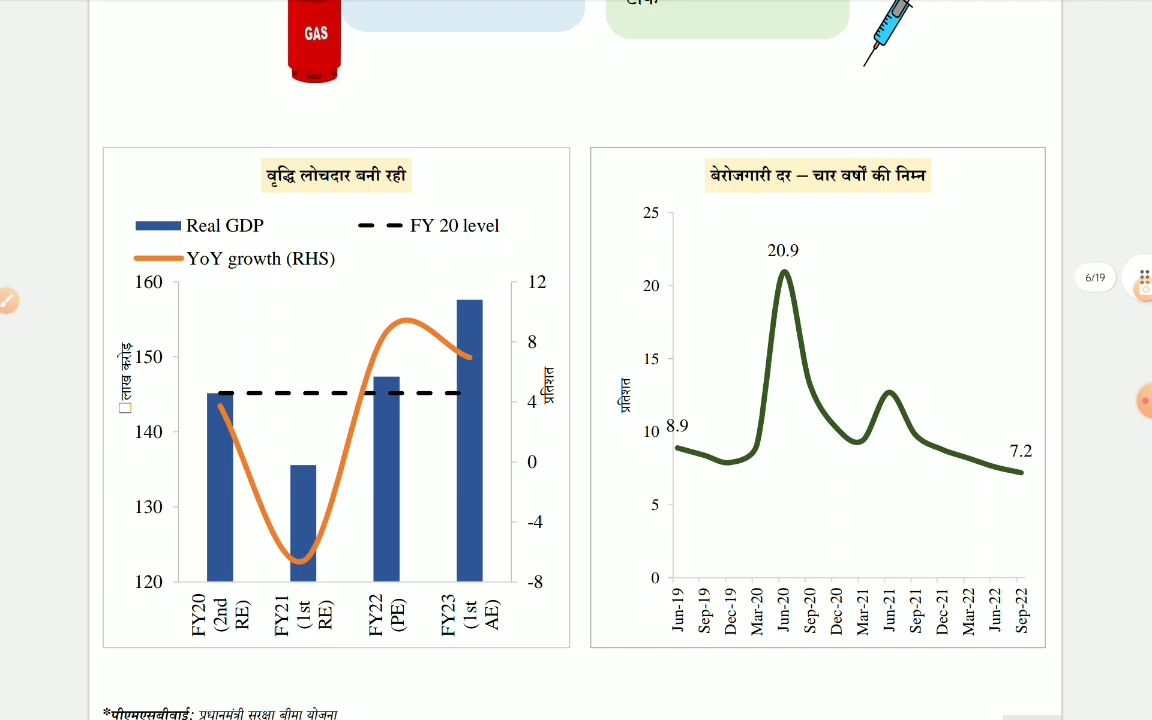 GAS
वृद्धि लोचदार बनी रही
Real GDP
FY 20 level
YoY growth (RHS)
160
150
140
130
120
लाख करोड़
12
8
4
0
-4
-8
प्रतिशत
FY20 (2nd RE)
FY21 (1st RE)
FY22 (PE)
FY23 (1st AE)
बेरोजगारी दर – चार वर्षों की निम्न
25
20
15
10
5
0
प्रतिशत
8.9
20.9
7.2
Jun-19
Sep-19
Dec-19
Mar-20
Jun-20
Sep-20
Dec-20
Mar-21
Jun-21
Sep-21
Dec-21
Mar-22
Jun-22
Sep-22
6/19
*पीएमएसबीवाई: प्रधानमंत्री सुरक्षा बीमा योजना